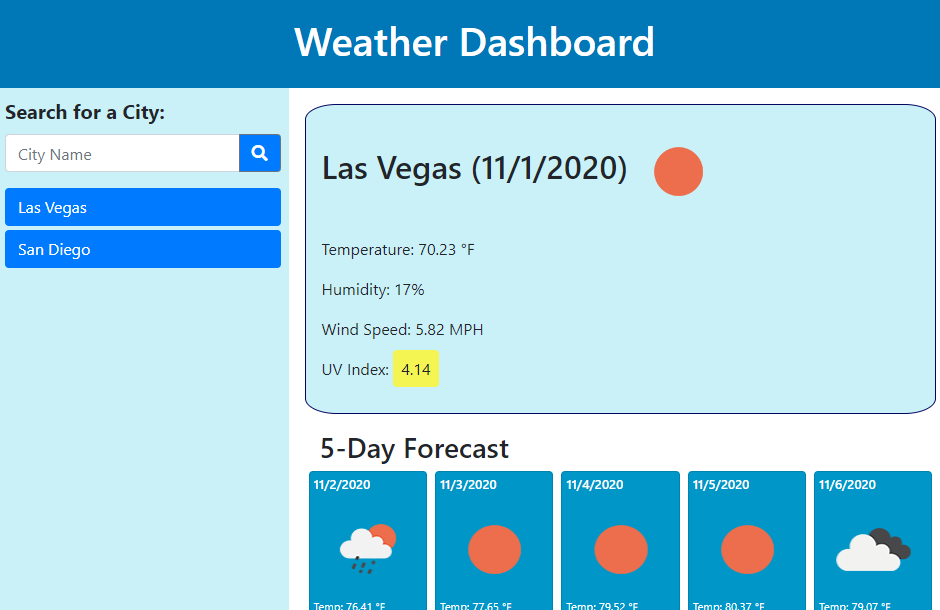 Weather Dashboard
Search for a City:
City Name
Las Vegas
San Diego
Las Vegas (11/1/2020)
Temperature: 70.23 °F
Humidity: 17%
Wind Speed: 5.82 MPH
UV Index: 4.14
5-Day Forecast
11/2/2020 11/3/2020 11/4/2020 11/5/2020 11/6/2020
Temp: 76.41 °F Temp: 77.65 °F Temp: 79.52 °F Temp: 80.37 °F Temp: 79.07 °F